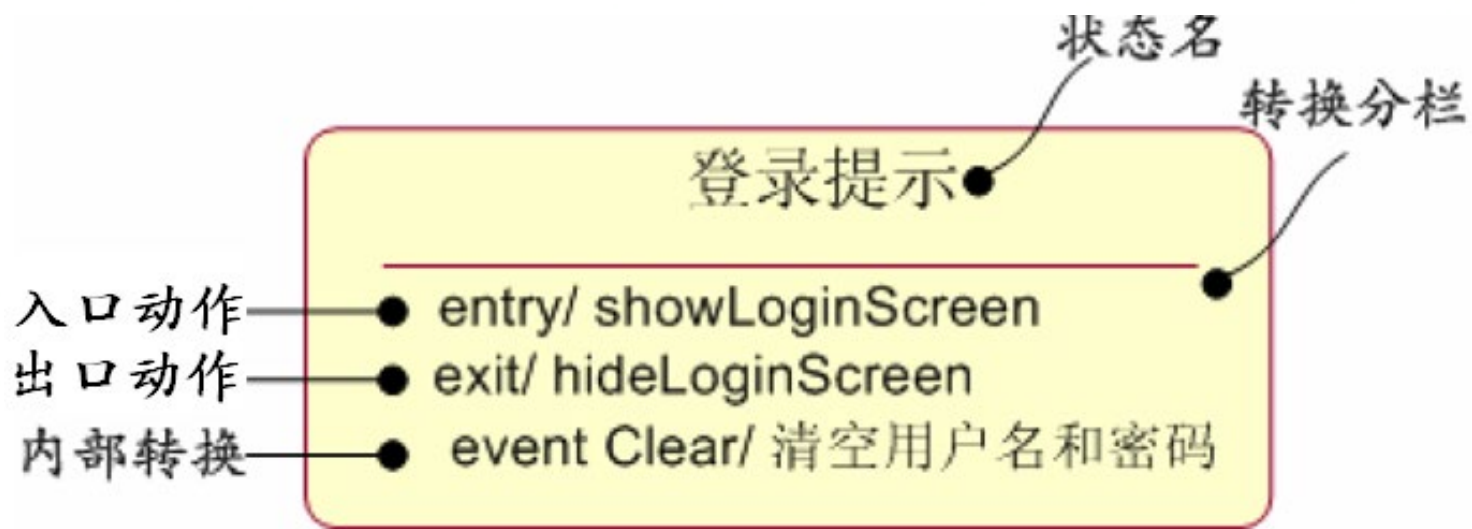 状态名
转换分栏
登录提示
入口动作
entry/ showLoginScreen
出口动作
exit/ hideLoginScreen
内部转换
event Clear/ 清空用户名和密码